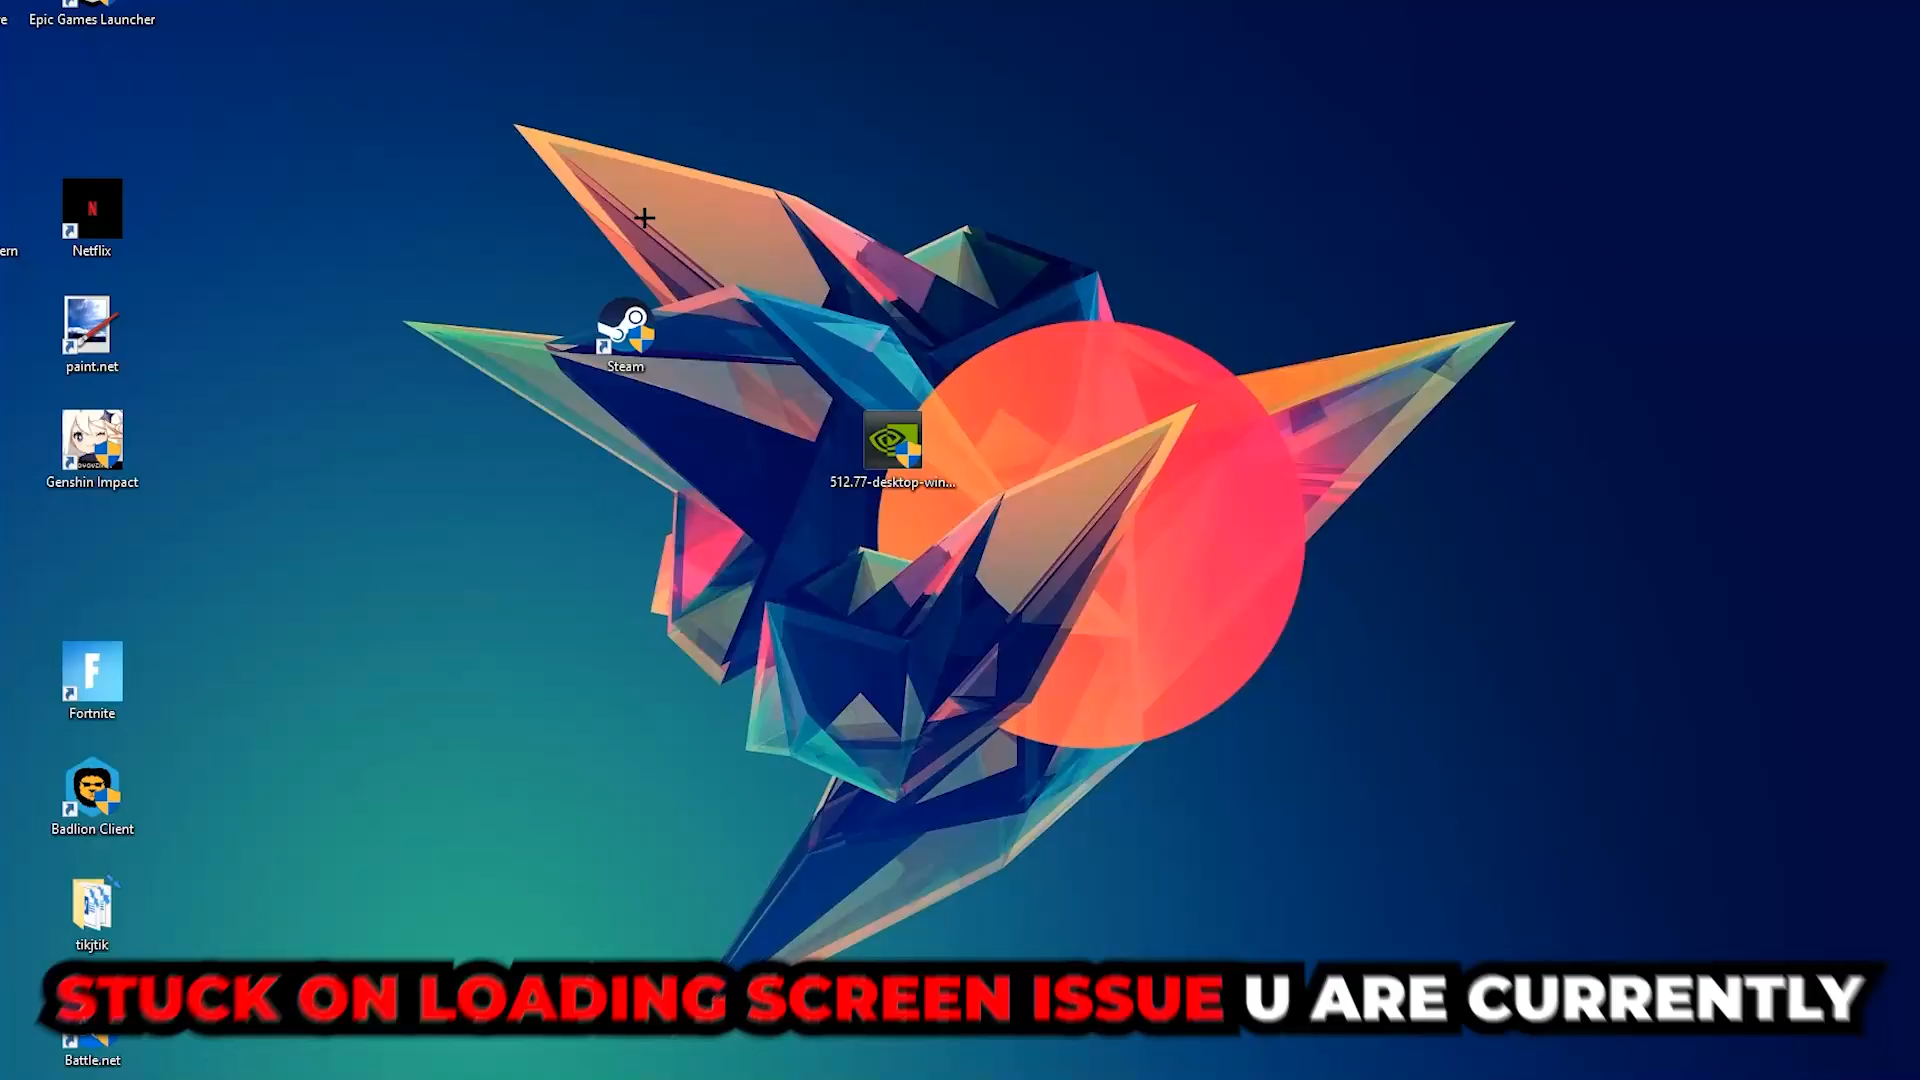 Epic Games Launcher
N
Netflix
ern
paint.net
Steam
Genshin Impact
512.77-desktop-win...
F
Fortnite
Badlion Client
tikjtik
STUCK ON LOADING SCREEN ISSUE U ARE CURRENTLY
Battle.net